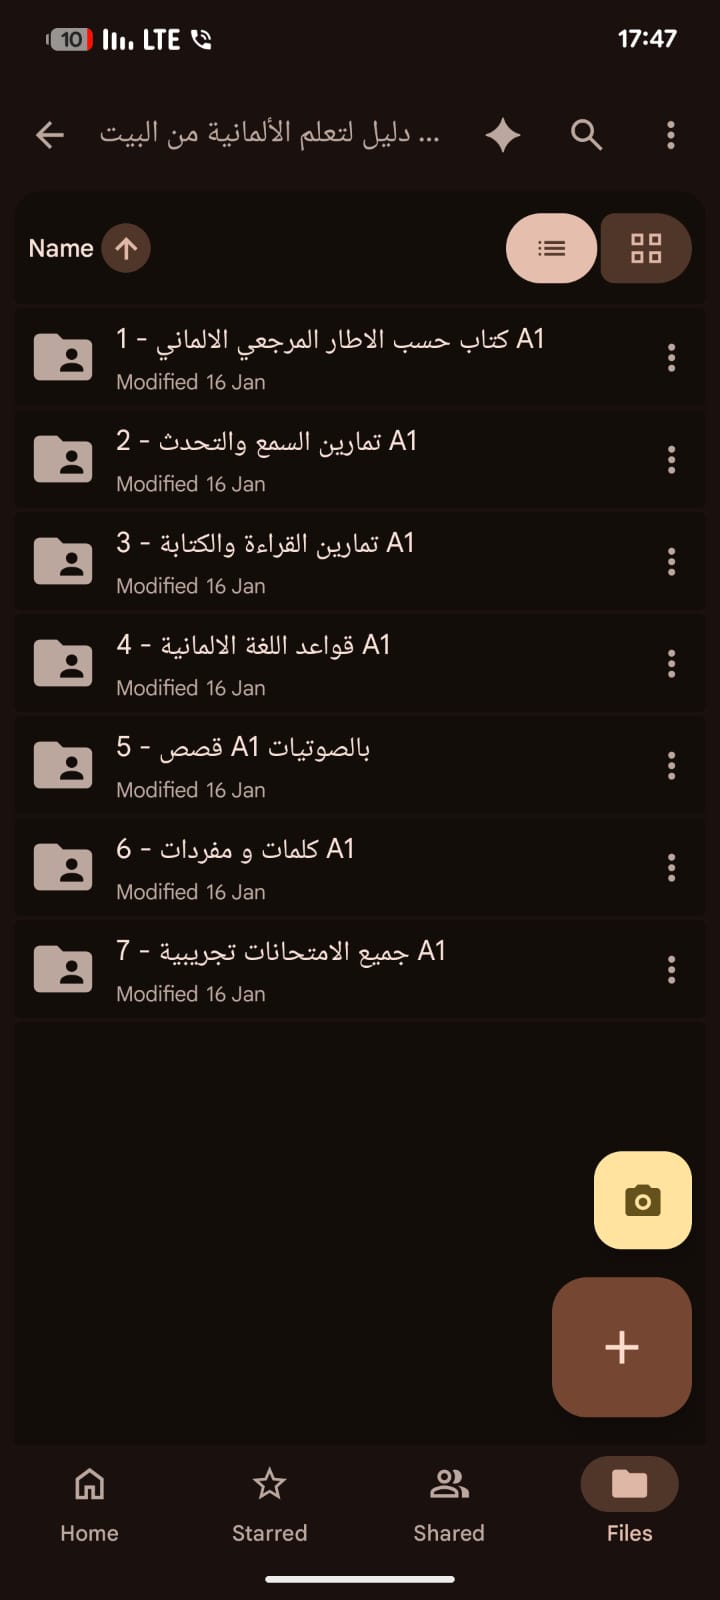 10 LTE 17:47
دليل لتعلم الألمانية من البيت ...
Name
1 - كتاب حسب الاطار المرجعي الالماني A1
Modified 16 Jan
2 - تمارين السمع والتحدث A1
Modified 16 Jan
3 - تمارين القراءة والكتابة A1
Modified 16 Jan
4 - قواعد اللغة الالمانية A1
Modified 16 Jan
5 - قصص A1 بالصوتيات
Modified 16 Jan
6 - كلمات و مفردات A1
Modified 16 Jan
7 - جميع الامتحانات تجريبية A1
Modified 16 Jan
Home Starred Shared Files